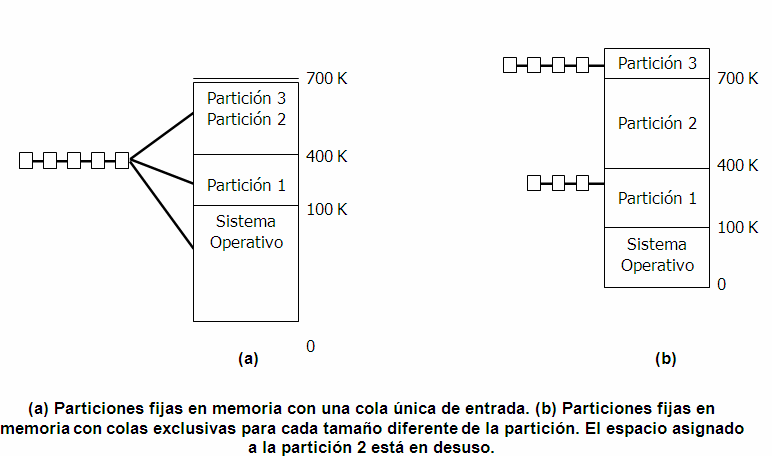 700 K
Partición 3
Partición 2
400 K
Partición 1
100 K
Sistema
Operativo
0
(a)
Partición 3
700 K
Partición 2
400 K
Partición 1
100 K
Sistema
Operativo
0
(b)
(a) Particiones fijas en memoria con una cola única de entrada. (b) Particiones fijas en
memoria con colas exclusivas para cada tamaño diferente de la partición. El espacio asignado
a la partición 2 está en desuso.